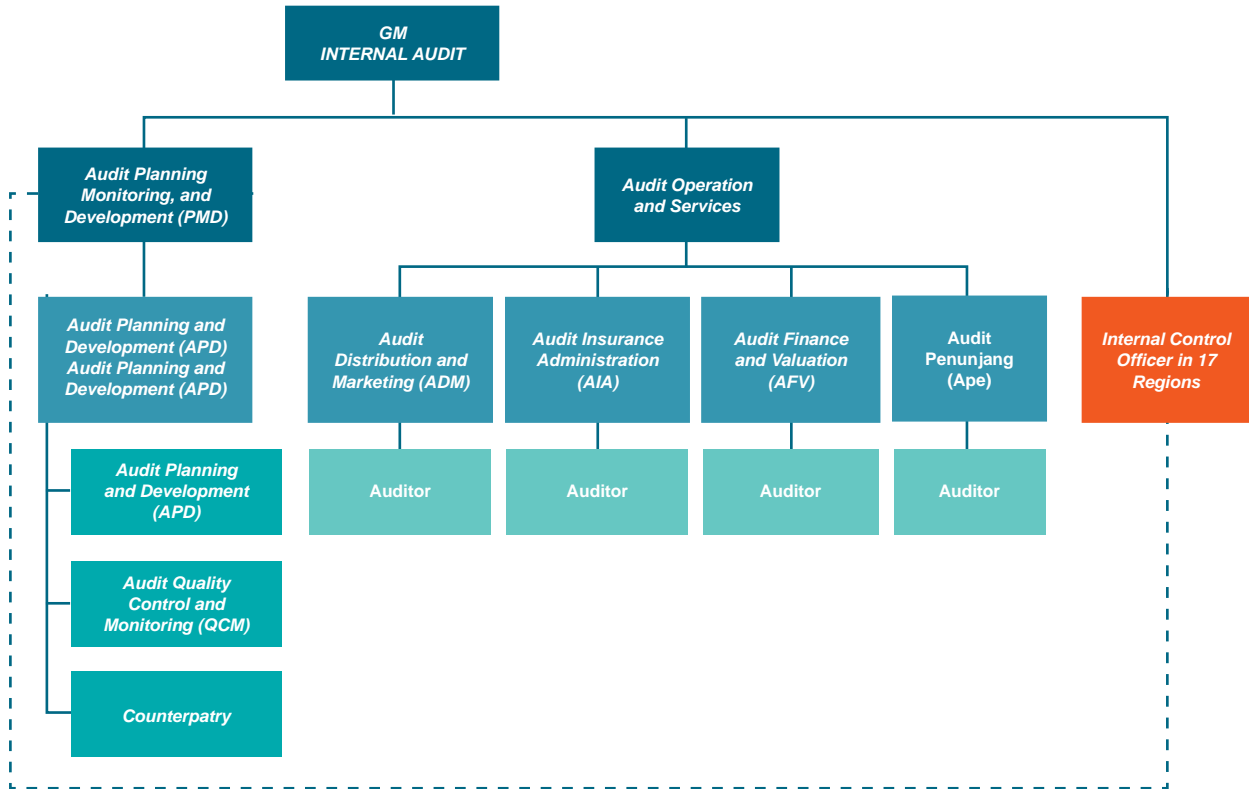 GM
INTERNAL AUDIT
Audit Planning
Monitoring, and
Development (PMD)
Audit Operation
and Services
Audit Planning and
Development (APD)
Audit Planning and
Development (APD)
Audit
Distribution and
Marketing (ADM)
Audit Insurance
Administration
(AIA)
Audit Finance
and Valuation
(AFV)
Audit
Penunjang
(Ape)
Internal Control
Officer in 17
Regions
Audit Planning
and Development
(APD)
Auditor
Auditor
Auditor
Auditor
Audit Quality
Control and
Monitoring (QCM)
Counterpatry